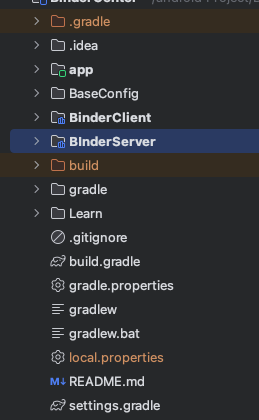 .gradle
.idea
app
BaseConfig
BinderClient
BInderServer
build
gradle
Learn
.gitignore
build.gradle
gradle.properties
gradlew
gradlew.bat
local.properties
M↓ README.md
settings.gradle